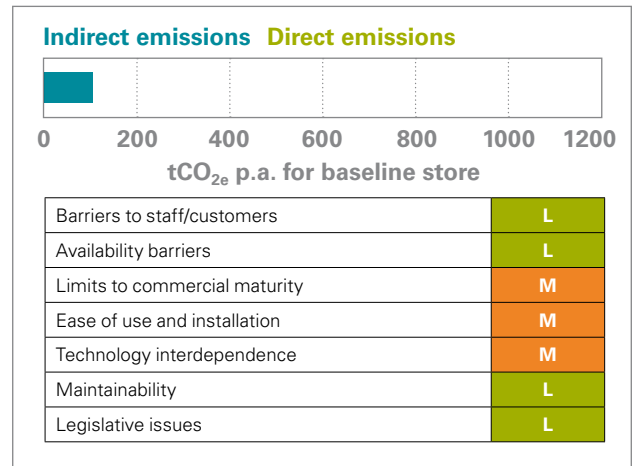 Indirect emissions Direct emissions
0 200 400 600 800 1000 1200
tCO2e p.a. for baseline store
Barriers to staff/customers L
Availability barriers L
Limits to commercial maturity M
Ease of use and installation M
Technology interdependence M
Maintainability L
Legislative issues L